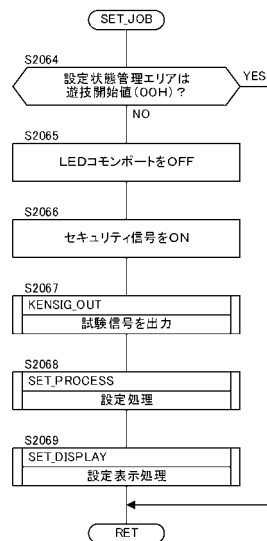 SET_JOB
S2064
設定状態管理エリアは
遊技開始値(00H)?
YES
NO
S2065
LEDコモンポートをOFF
S2066
セキュリティ信号をON
S2067
KENSIG_OUT
試験信号を出力
S2068
SET_PROCESS
設定処理
S2069
SET_DISPLAY
設定表示処理
RET